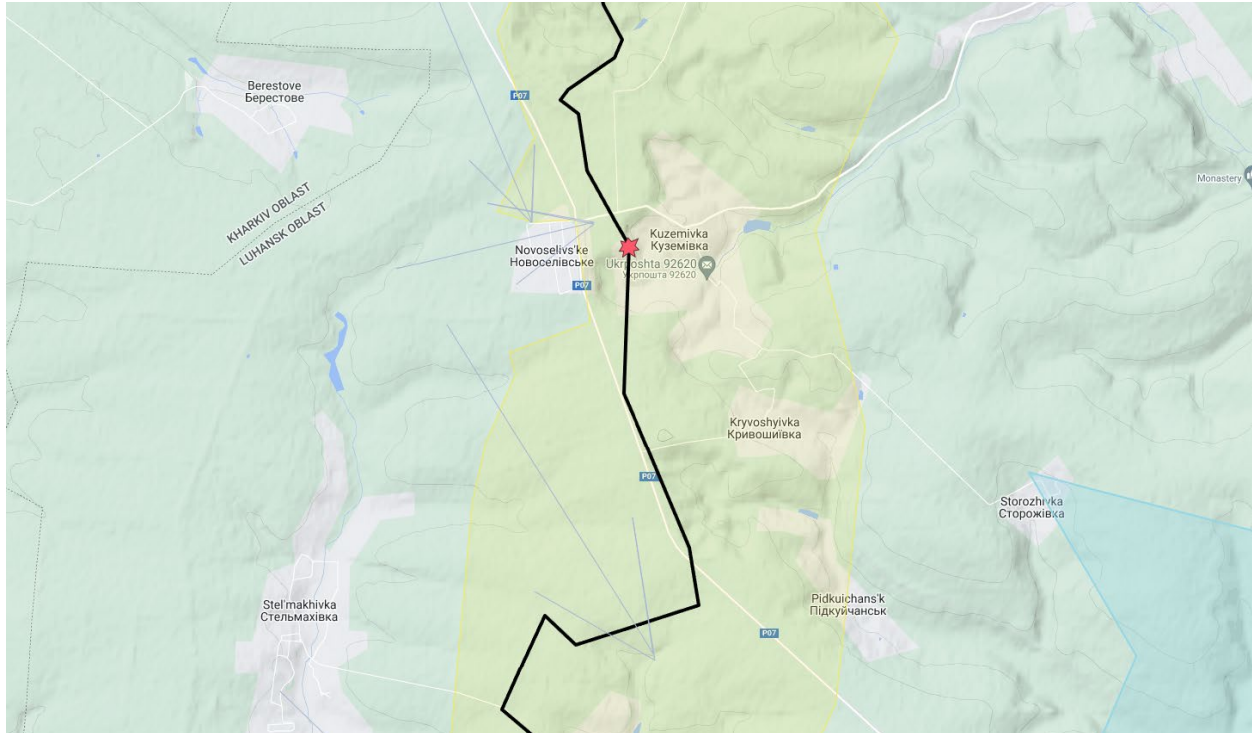 P07
Berestove
Берестове
KHARKIV OBLAST
LUHANSK OBLAST
Monastery
Kuzemivka
Куземівка
Novoselivs'ke
Новоселівське
Ukrposhta 92620
Укрпошта 92620
P07
Kryvoshyivka
Кривошиївка
P07
Storozhivka
Сторожівка
Stel'makhivka
Стельмахівка
Pidkuichans'k
Підкуйчанськ
P07